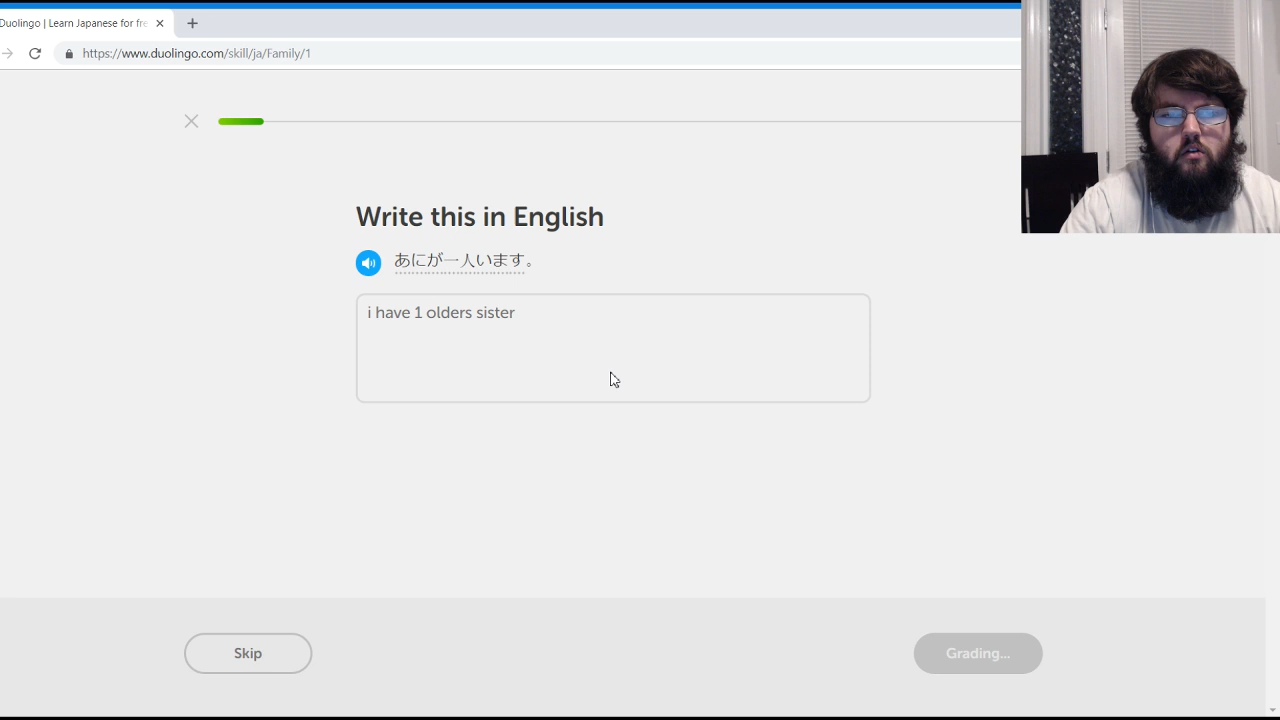 Duolingo | Learn Japanese for fre
https://www.duolingo.com/skill/ja/Family/1
Write this in English
あにが一人います。
i have 1 olders sister
Skip
Grading...